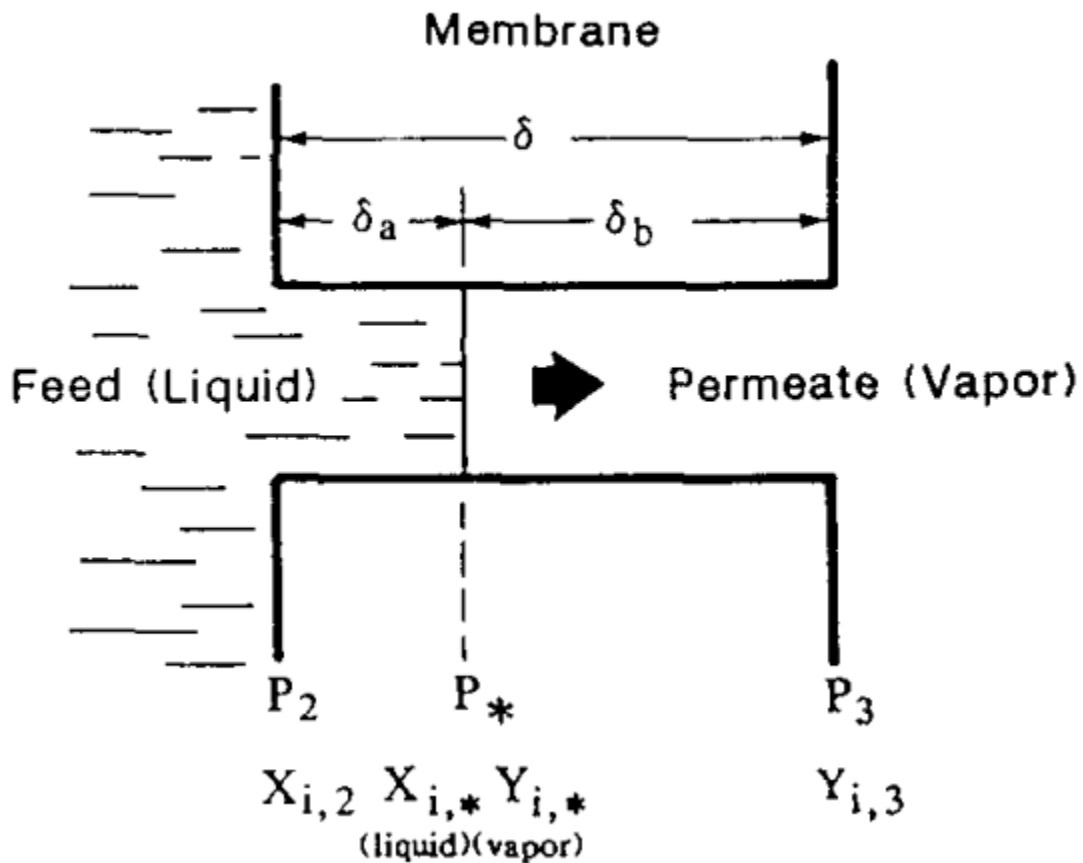 Membrane
δ
δa δb
Feed (Liquid) Permeate (Vapor)
P2 P* P3
Xi,2 Xi,* Yi,* Yi,3
(liquid)(vapor)